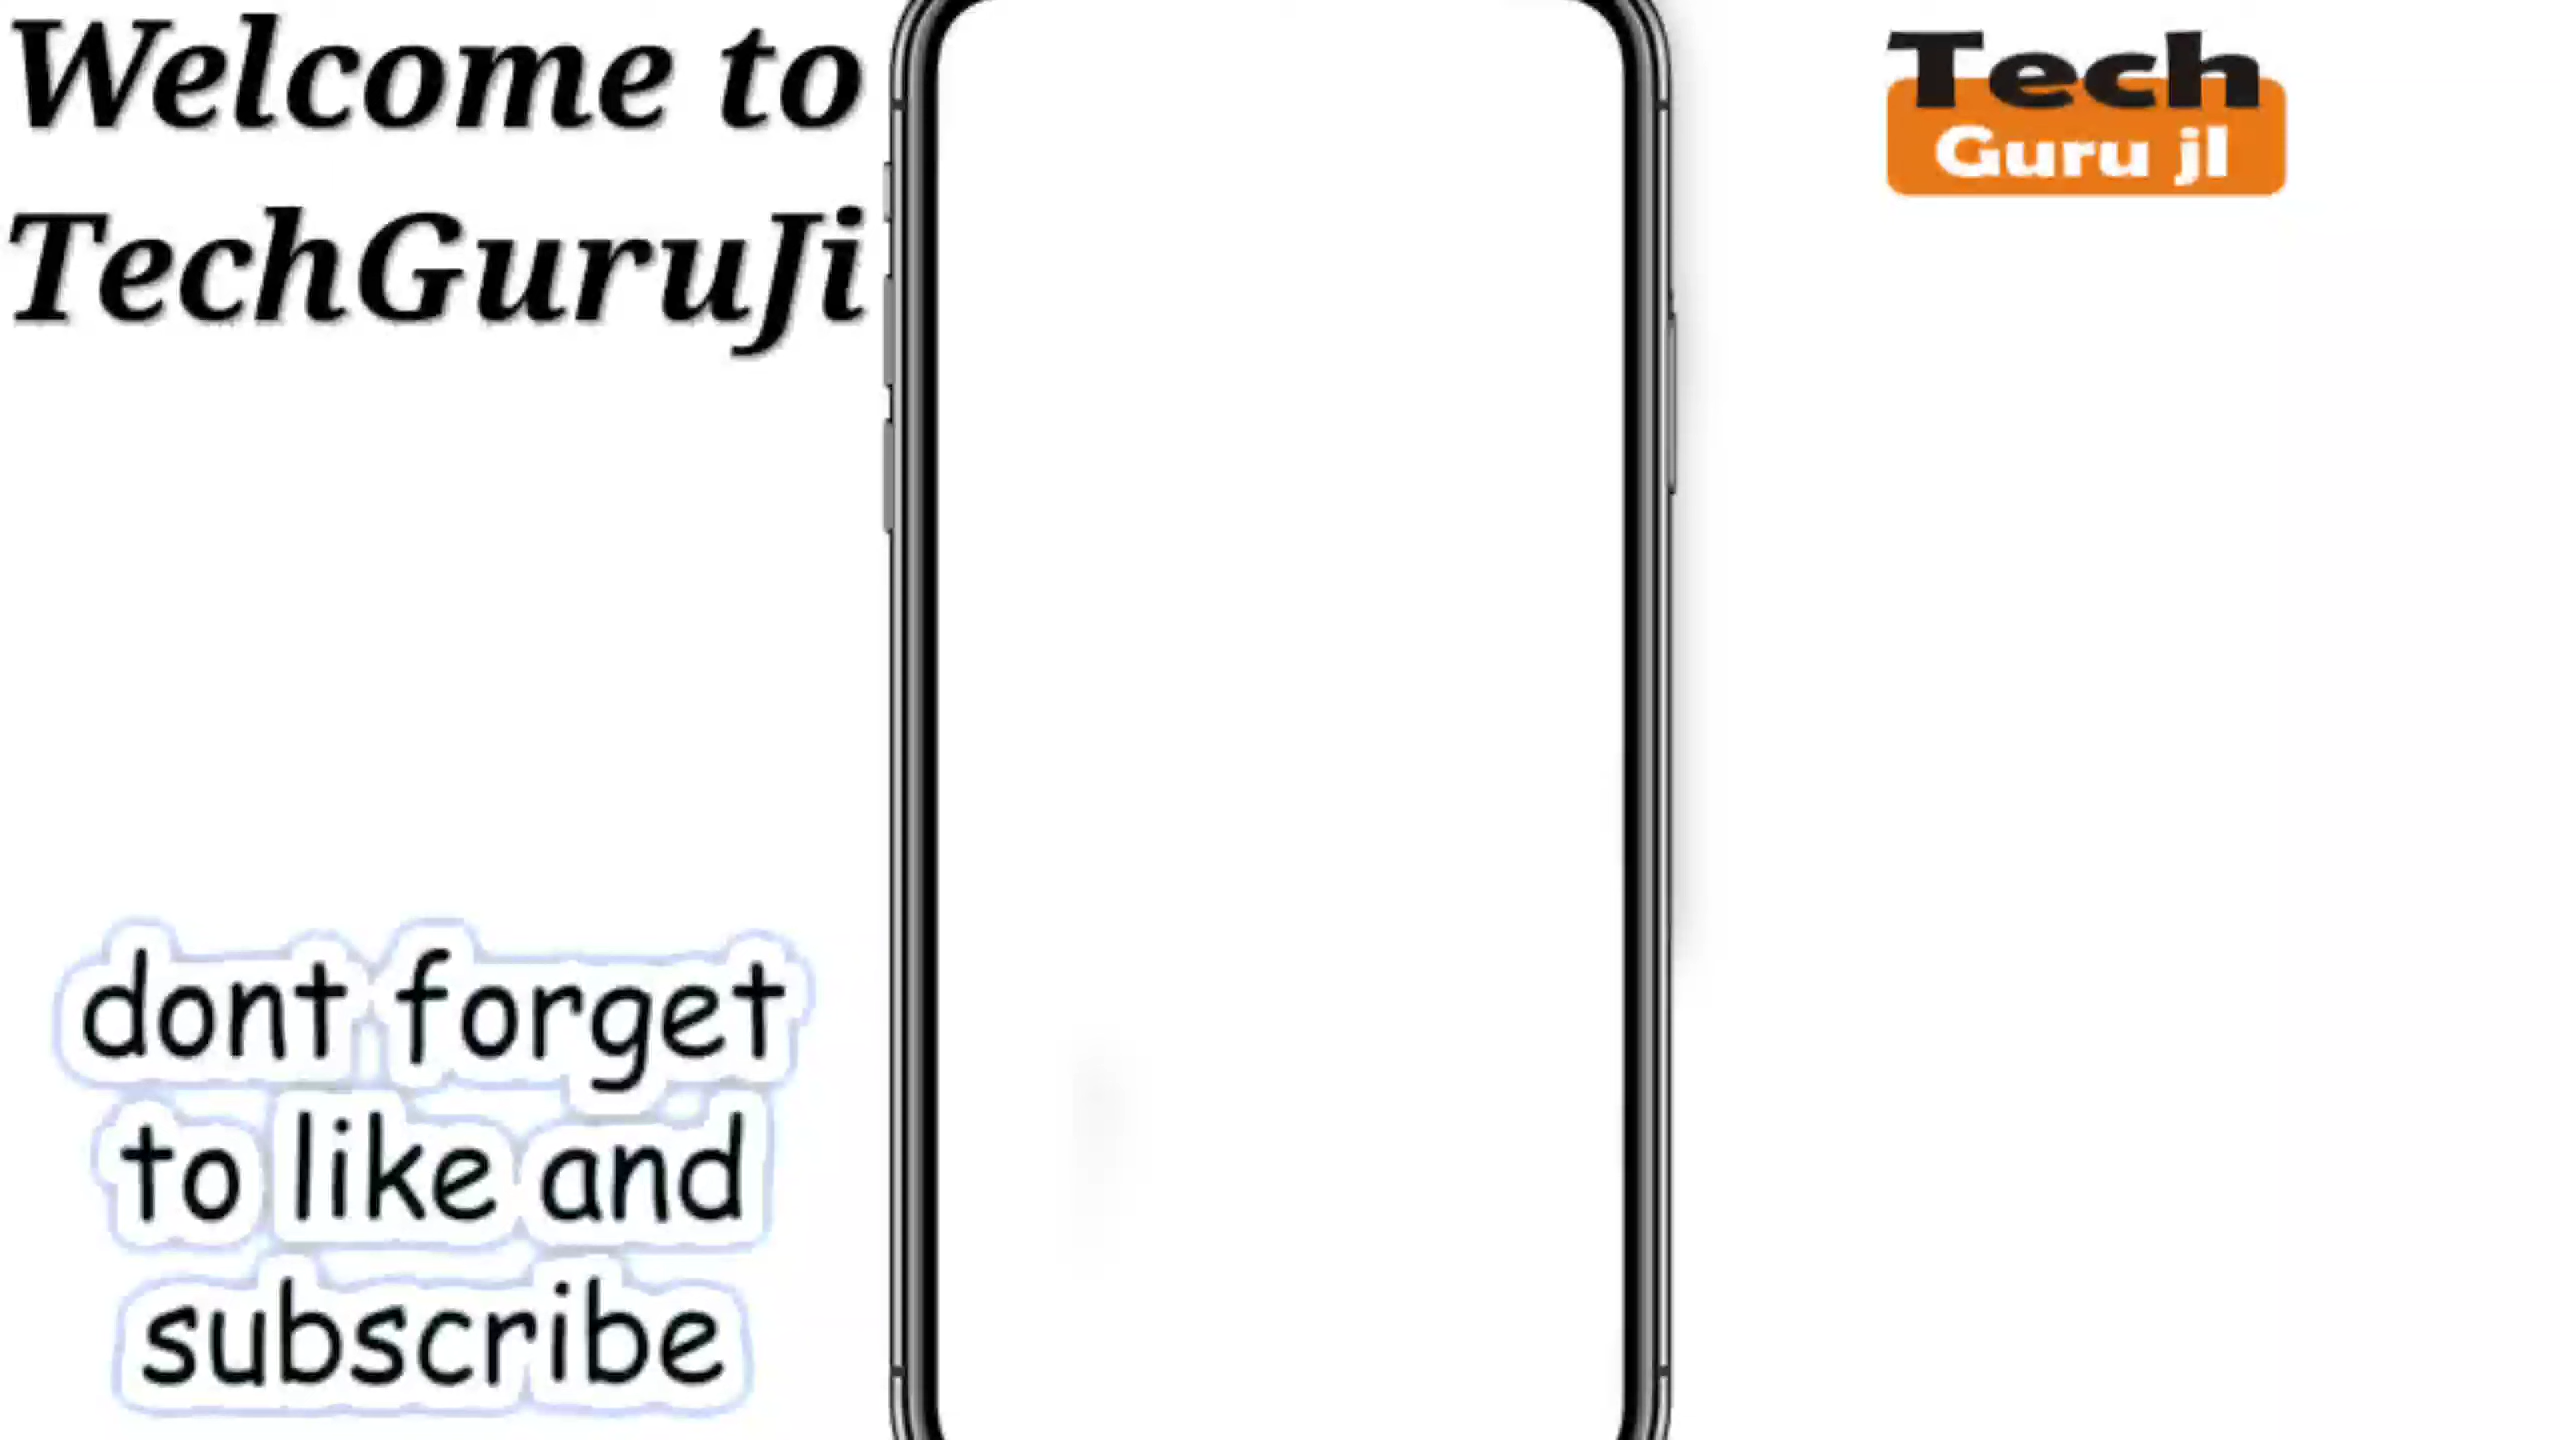 Welcome to
TechGuruJi
Tech
Guru jI
dont forget
to like and
subscribe